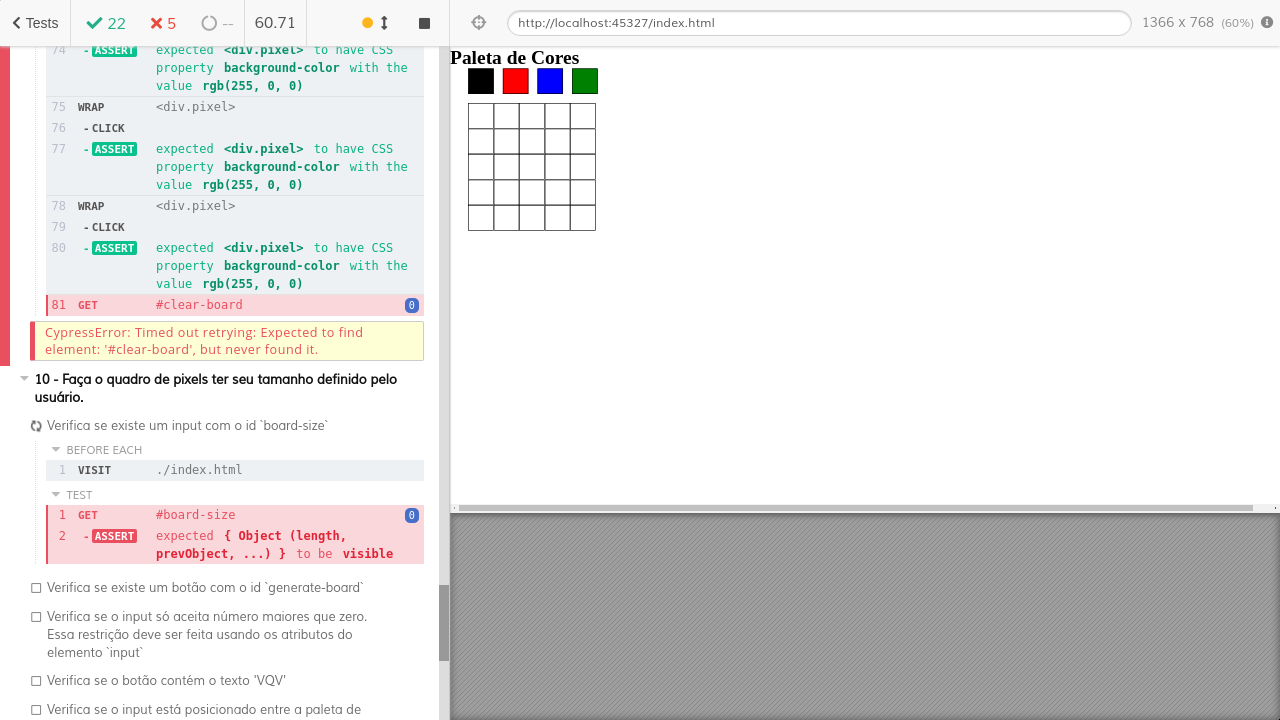 Tests 22 5 -- 60.71
http://localhost:45327/index.html 1366 x 768 (60%)
74 - ASSERT expected <div.pixel> to have CSS
property background-color with the
value rgb(255, 0, 0)
75 WRAP <div.pixel>
76 - CLICK
77 - ASSERT expected <div.pixel> to have CSS
property background-color with the
value rgb(255, 0, 0)
78 WRAP <div.pixel>
79 - CLICK
80 - ASSERT expected <div.pixel> to have CSS
property background-color with the
value rgb(255, 0, 0)
81 GET #clear-board 0
CypressError: Timed out retrying: Expected to find
element: '#clear-board', but never found it.
10 - Faça o quadro de pixels ter seu tamanho definido pelo
usuário.
Verifica se existe um input com o id `board-size`
BEFORE EACH
1 VISIT ./index.html
TEST
1 GET #board-size 0
2 - ASSERT expected { Object (length,
prevObject, ...) } to be visible
Verifica se existe um botão com o id `generate-board`
Verifica se o input só aceita número maiores que zero.
Essa restrição deve ser feita usando os atributos do
elemento `input`
Verifica se o botão contém o texto 'VQV'
Verifica se o input está posicionado entre a paleta de
Paleta de Cores